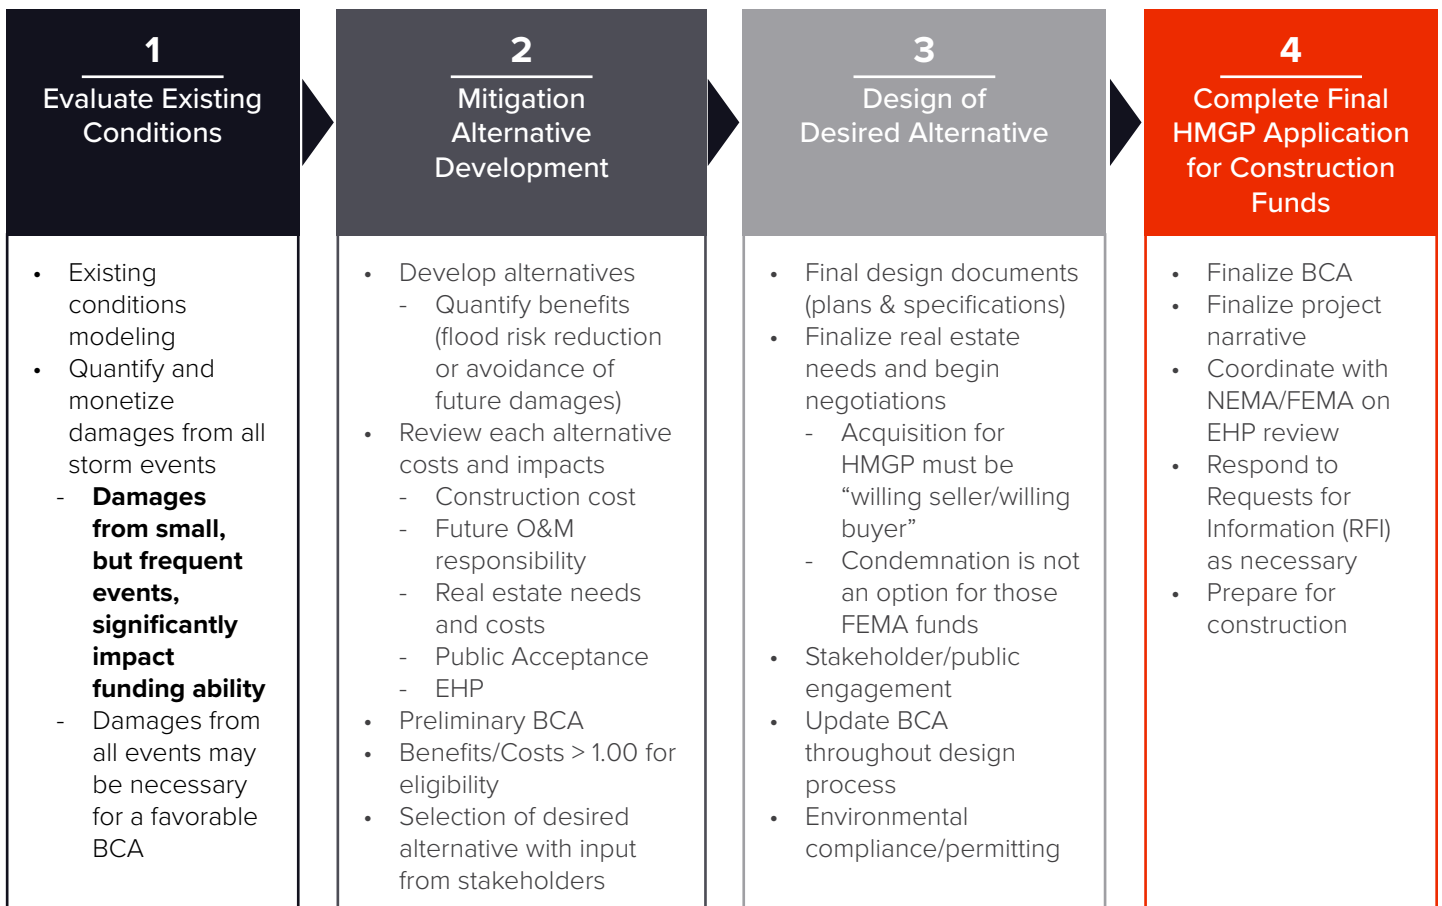 1
Evaluate Existing
Conditions
• Existing
conditions
modeling
• Quantify and
monetize
damages from all
storm events
- Damages
from small,
but frequent
events,
significantly
impact
funding ability
- Damages from
all events may
be necessary
for a favorable
BCA
2
Mitigation
Alternative
Development
• Develop alternatives
- Quantify benefits
(flood risk reduction
or avoidance of
future damages)
• Review each alternative
costs and impacts
- Construction cost
- Future O&M
responsibility
- Real estate needs
and costs
- Public Acceptance
- EHP
• Preliminary BCA
• Benefits/Costs > 1.00 for
eligibility
• Selection of desired
alternative with input
from stakeholders
3
Design of
Desired Alternative
• Final design documents
(plans & specifications)
• Finalize real estate
needs and begin
negotiations
- Acquisition for
HMGP must be
“willing seller/willing
buyer”
- Condemnation is not
an option for those
FEMA funds
• Stakeholder/public
engagement
• Update BCA
throughout design
process
• Environmental
compliance/permitting
4
Complete Final
HMGP Application
for Construction
Funds
• Finalize BCA
• Finalize project
narrative
• Coordinate with
NEMA/FEMA on
EHP review
• Respond to
Requests for
Information (RFI)
as necessary
• Prepare for
construction